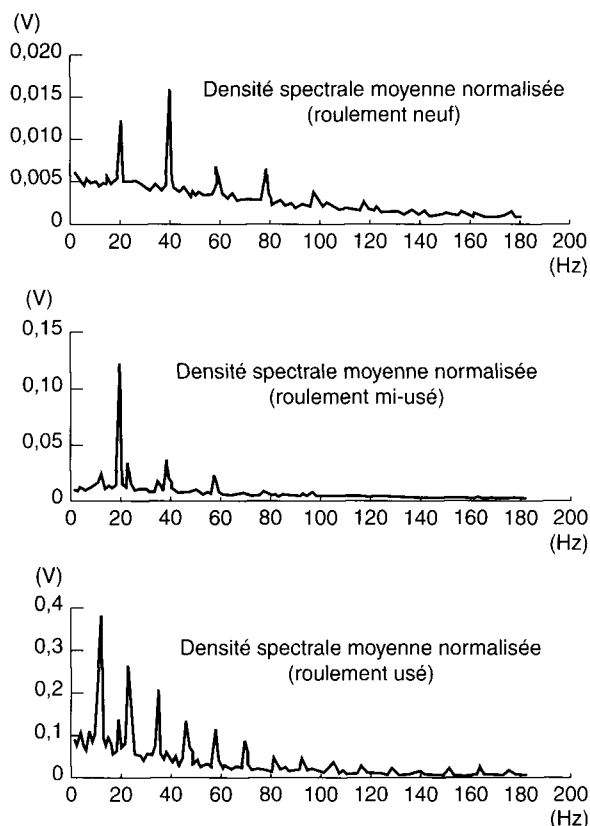 (V)
0,020
0,015
0,010
0,005
0
Densité spectrale moyenne normalisée
(roulement neuf)
0 20 40 60 80 100 120 140 160 180 200
(Hz)
(V)
0,15
0,10
0,05
0
Densité spectrale moyenne normalisée
(roulement mi-usé)
0 20 40 60 80 100 120 140 160 180 200
(Hz)
(V)
0,4
0,3
0,2
0,1
0
Densité spectrale moyenne normalisée
(roulement usé)
0 20 40 60 80 100 120 140 160 180 200
(Hz)